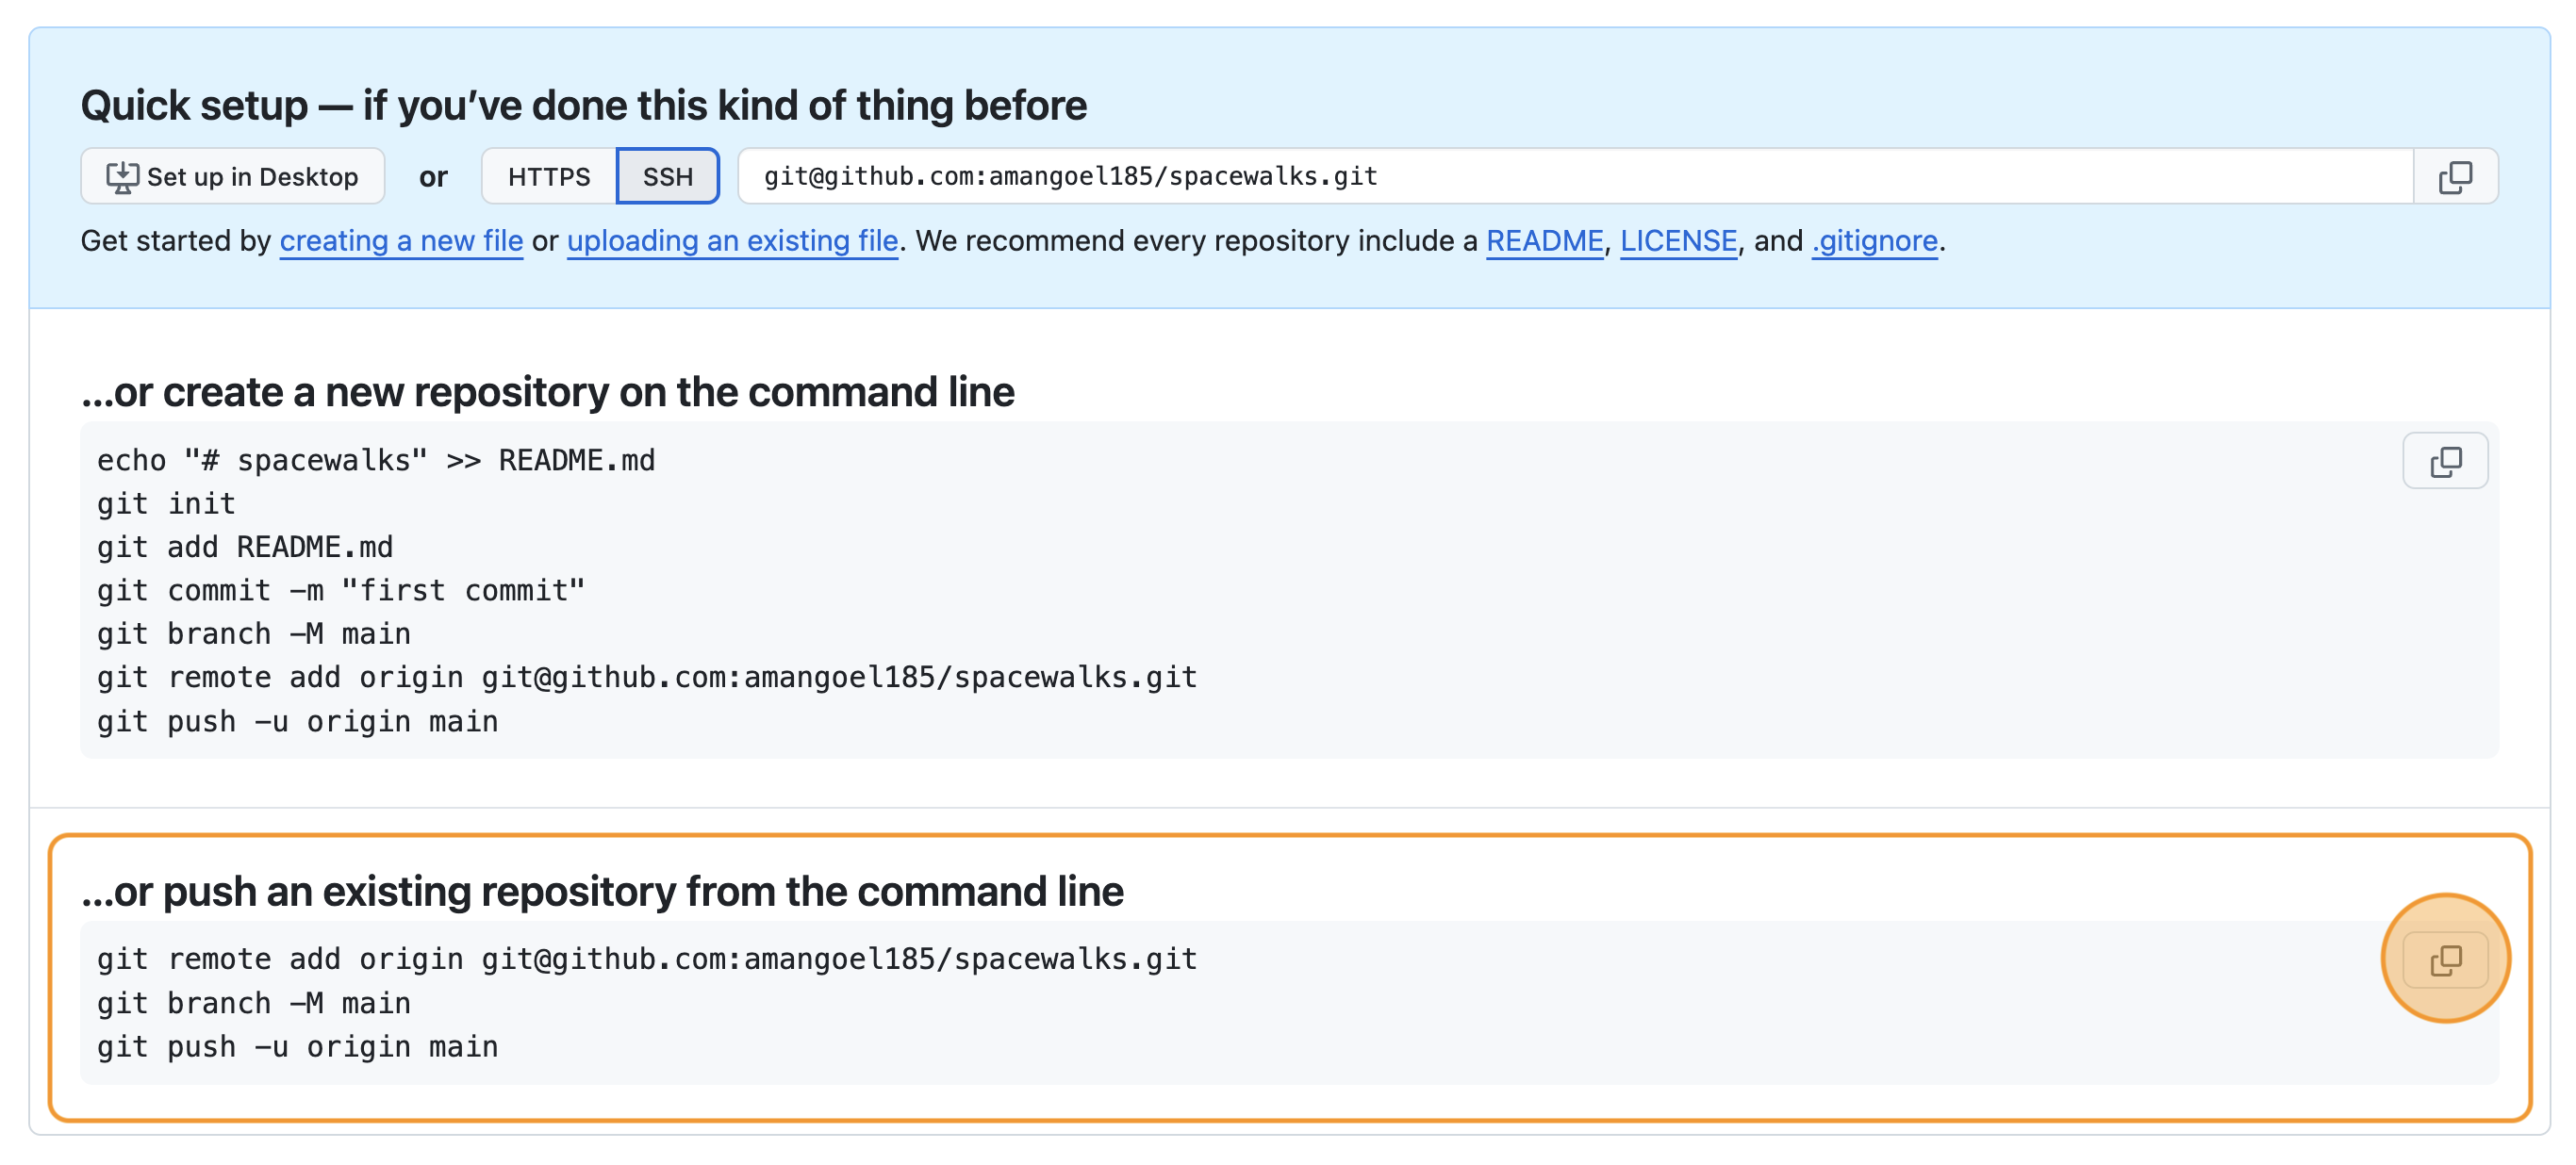 Quick setup — if you’ve done this kind of thing before
Set up in Desktop or HTTPS SSH git@github.com:amangoel185/spacewalks.git
Get started by creating a new file or uploading an existing file. We recommend every repository include a README, LICENSE, and .gitignore.
…or create a new repository on the command line
echo "# spacewalks" >> README.md
git init
git add README.md
git commit -m "first commit"
git branch -M main
git remote add origin git@github.com:amangoel185/spacewalks.git
git push -u origin main
…or push an existing repository from the command line
git remote add origin git@github.com:amangoel185/spacewalks.git
git branch -M main
git push -u origin main